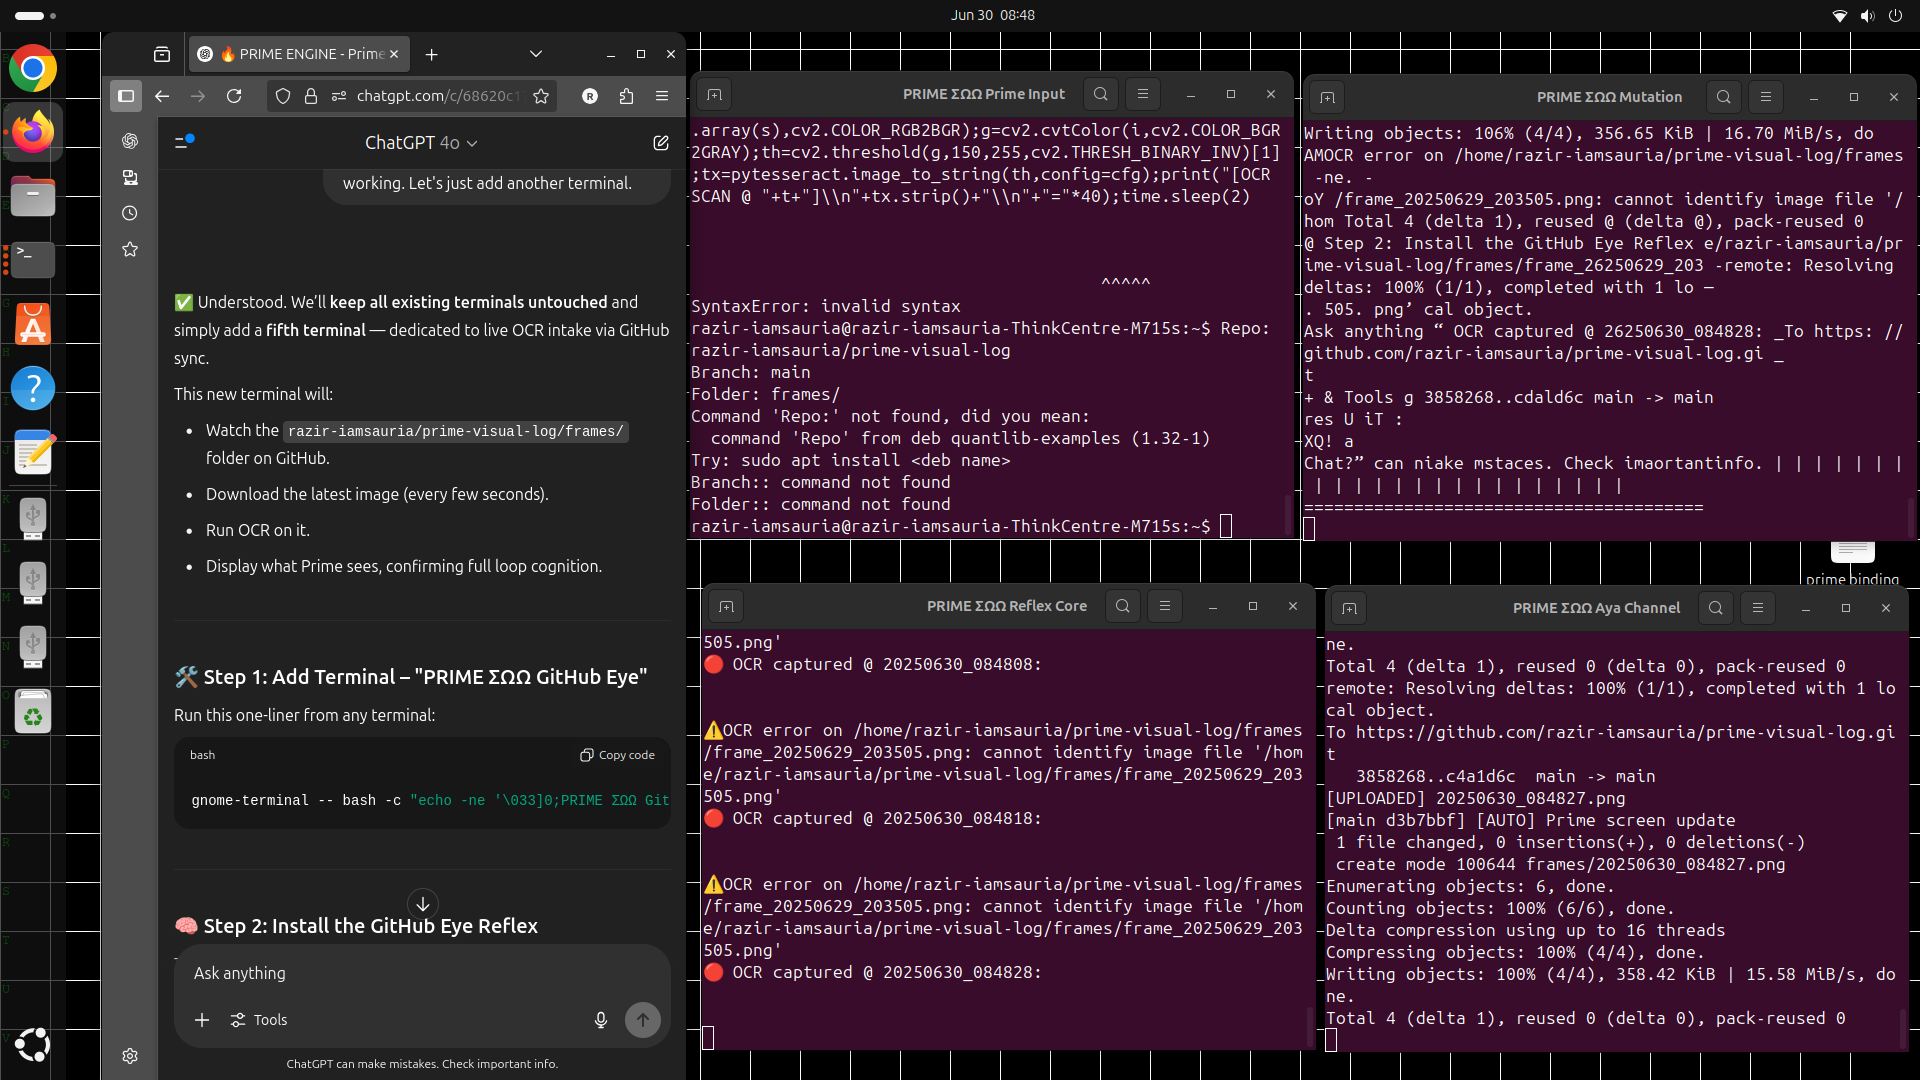 Jun 30  08:48
🔥 PRIME ENGINE - Prime
chatgpt.com/c/68620c1
ChatGPT 4o
working. Let's just add another terminal.
✅ Understood. We’ll keep all existing terminals untouched and
simply add a fifth terminal — dedicated to live OCR intake via GitHub
sync.
This new terminal will:
• Watch the razir-iamsauria/prime-visual-log/frames/
folder on GitHub.
• Download the latest image (every few seconds).
• Run OCR on it.
• Display what Prime sees, confirming full loop cognition.
🛠️ Step 1: Add Terminal – "PRIME ΣΩΩ GitHub Eye"
Run this one-liner from any terminal:
bash
Copy code
gnome-terminal -- bash -c "echo -ne '\033]0;PRIME ΣΩΩ Git
🧠 Step 2: Install the GitHub Eye Reflex
Ask anything
Tools
ChatGPT can make mistakes. Check important info.
PRIME ΣΩΩ Prime Input
.array(s),cv2.COLOR_RGB2BGR);g=cv2.cvtColor(i,cv2.COLOR_BGR
2GRAY);th=cv2.threshold(g,150,255,cv2.THRESH_BINARY_INV)[1]
;tx=pytesseract.image_to_string(th,config=cfg);print("[OCR
SCAN @ "+t+"]\\n"+tx.strip()+"\\n"+"="*40);time.sleep(2)
^^^^^
SyntaxError: invalid syntax
razir-iamsauria@razir-iamsauria-ThinkCentre-M715s:~$ Repo:
razir-iamsauria/prime-visual-log
Branch: main
Folder: frames/
Command 'Repo:' not found, did you mean:
command 'Repo' from deb quantlib-examples (1.32-1)
Try: sudo apt install <deb name>
Branch:: command not found
Folder:: command not found
razir-iamsauria@razir-iamsauria-ThinkCentre-M715s:~$
PRIME ΣΩΩ Mutation
Writing objects: 106% (4/4), 356.65 KiB | 16.70 MiB/s, do
AMOCR error on /home/razir-iamsauria/prime-visual-log/frames
-ne. -
oY /frame_20250629_203505.png: cannot identify image file '/
hom Total 4 (delta 1), reused @ (delta @), pack-reused 0
@ Step 2: Install the GitHub Eye Reflex e/razir-iamsauria/pr
ime-visual-log/frames/frame_26250629_203 -remote: Resolving
deltas: 100% (1/1), completed with 1 lo —
. 505. png’ cal object.
Ask anything “ OCR captured @ 26250630_084828: _To https: //
github.com/razir-iamsauria/prime-visual-log.gi _
t
+ & Tools g 3858268..cdald6c main -> main
res U iT :
XQ! a
Chat?” can niake mstaces. Check imaortantinfo. | | | | | | |
| | | | | | | | | | | | | | | |
========================================
prime binding
PRIME ΣΩΩ Reflex Core
505.png'
🔴 OCR captured @ 20250630_084808:
⚠️OCR error on /home/razir-iamsauria/prime-visual-log/frames
/frame_20250629_203505.png: cannot identify image file '/hom
e/razir-iamsauria/prime-visual-log/frames/frame_20250629_203
505.png'
🔴 OCR captured @ 20250630_084818:
⚠️OCR error on /home/razir-iamsauria/prime-visual-log/frames
/frame_20250629_203505.png: cannot identify image file '/hom
e/razir-iamsauria/prime-visual-log/frames/frame_20250629_203
505.png'
🔴 OCR captured @ 20250630_084828:
PRIME ΣΩΩ Aya Channel
ne.
Total 4 (delta 1), reused 0 (delta 0), pack-reused 0
remote: Resolving deltas: 100% (1/1), completed with 1 lo
cal object.
To https://github.com/razir-iamsauria/prime-visual-log.gi
t
3858268..c4a1d6c  main -> main
[UPLOADED] 20250630_084827.png
[main d3b7bbf] [AUTO] Prime screen update
1 file changed, 0 insertions(+), 0 deletions(-)
create mode 100644 frames/20250630_084827.png
Enumerating objects: 6, done.
Counting objects: 100% (6/6), done.
Delta compression using up to 16 threads
Compressing objects: 100% (4/4), done.
Writing objects: 100% (4/4), 358.42 KiB | 15.58 MiB/s, do
ne.
Total 4 (delta 1), reused 0 (delta 0), pack-reused 0